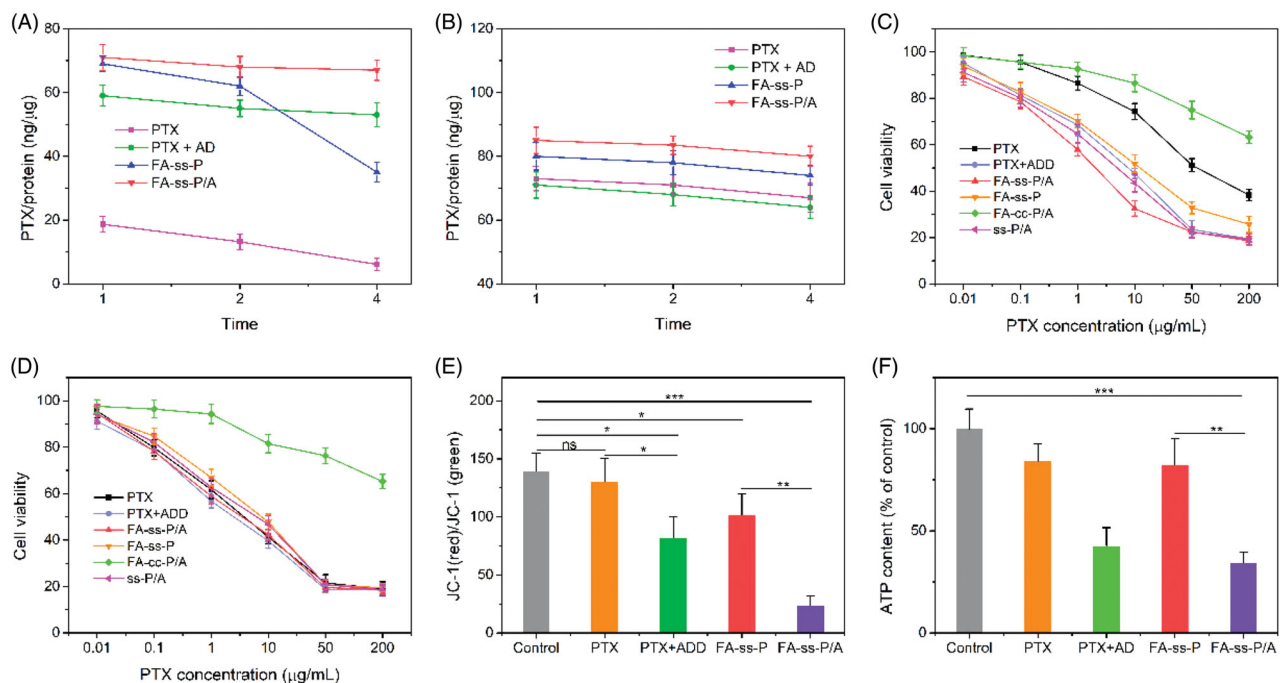 (A)
80
60
40
20
0
PTX/protein (ng/µg)
PTX
PTX + AD
FA-ss-P
FA-ss-P/A
1
2
4
Time
(B)
120
100
80
60
40
PTX/protein (ng/µg)
PTX
PTX + AD
FA-ss-P
FA-ss-P/A
1
2
4
Time
(C)
100
80
60
40
20
0
Cell viability
PTX
PTX+ADD
FA-ss-P/A
FA-ss-P
FA-cc-P/A
ss-P/A
0.01 0.1 1 10 50 200
PTX concentration (µg/mL)
(D)
100
80
60
40
20
0
Cell viability
PTX
PTX+ADD
FA-ss-P/A
FA-ss-P
FA-cc-P/A
ss-P/A
0.01 0.1 1 10 50 200
PTX concentration (µg/mL)
(E)
200
150
100
50
0
JC-1(red)/JC-1 (green)
***
*
*
ns
*
**
Control PTX PTX+ADD FA-ss-P FA-ss-P/A
(F)
100
50
0
ATP content (% of control)
***
**
Control PTX PTX+AD FA-ss-P FA-ss-P/A